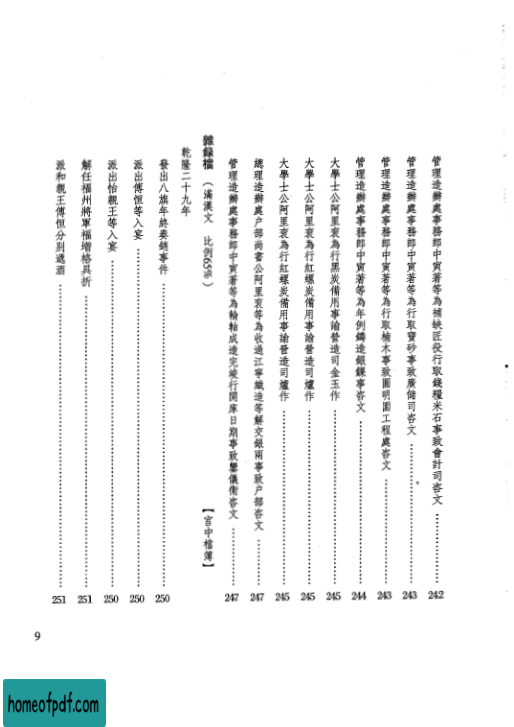 管理造辦處事務郎中寅著等為補缺匠役行取錢糧米石事致會計司咨文 242
管理造辦處事務郎中寅著等為行取寶砂事致廣儲司咨文 243
管理造辦處事務郎中寅著等為行取楠木事致圓明園工程處咨文 243
管理造辦處事務郎中寅著等為年例鑄造銀錁事咨文 244
大學士公阿里袞為行黑炭備用事諭營造司金玉作 245
大學士公阿里袞為行紅螺炭備用事諭營造司爐作 245
大學士公阿里袞為行紅螺炭備用事諭營造司爐作 245
總理造辦處户部尚書公阿里袞等為收過江寧織造等解交銀兩事致户部咨文 247
管理造辦處事務郎中寅著等為輪軸成造完竣行開庫日期事致鑾儀衛咨文 247
雜録檔 (滿漢文 比例65%) 【宫中檔簿】
乾隆二十九年
發出八旗年終奏銷事件 250
派出傅恒等入宴 250
派出怡親王等入宴 250
解任福州將軍福增格具折 251
派和親王傅恒分别遞酒 251
9
homeofpdf.com